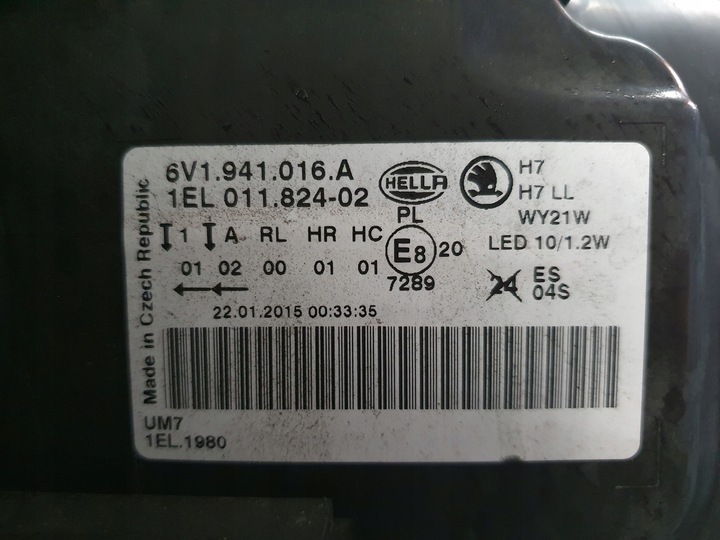 6V1.941.016.A
1EL 011.824-02
HELLA
PL
H7
H7 LL
WY21W
LED 10/1.2W
1 A RL HR HC
01 02 00 01 01
E8 20
7289
24 ES
04S
22.01.2015 00:33:35
Made in Czech Republic
UM7
1EL.1980